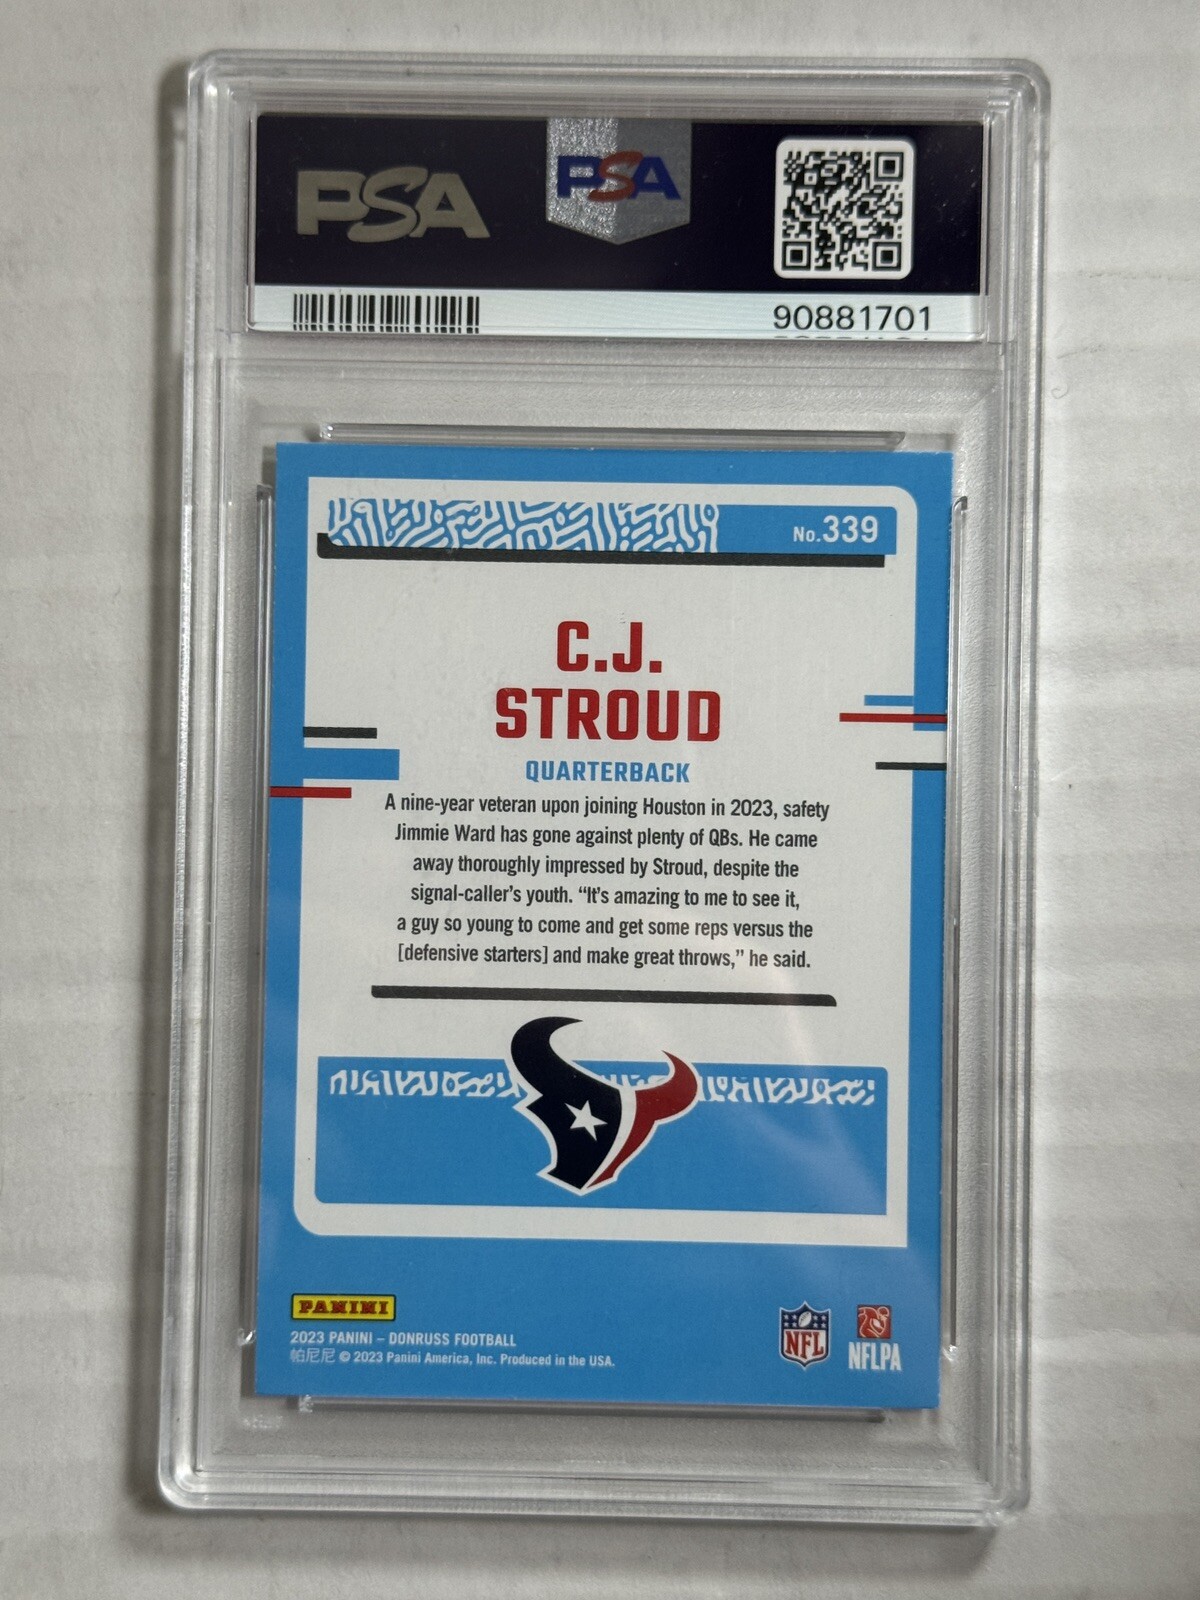 PSA
PSA
90881701
No.339
C.J.
STROUD
QUARTERBACK
A nine-year veteran upon joining Houston in 2023, safety
Jimmie Ward has gone against plenty of QBs. He came
away thoroughly impressed by Stroud, despite the
signal-caller's youth. “It's amazing to me to see it,
a guy so young to come and get some reps versus the
[defensive starters] and make great throws,” he said.
PANINI
2023 PANINI – DONRUSS FOOTBALL
帕尼尼 © 2023 Panini America, Inc. Produced in the USA.
NFL
NFLPA